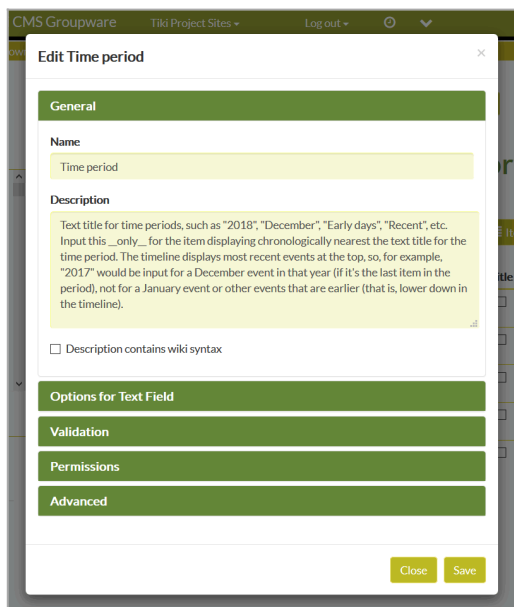 CMS Groupware Tiki Project Sites Log out
Edit Time period ×
General
Name
Time period
Description
Text title for time periods, such as "2018", "December", "Early days", "Recent", etc.
Input this __only__ for the item displaying chronologically nearest the text title for the
time period. The timeline displays most recent events at the top, so, for example,
"2017" would be input for a December event in that year (if it's the last item in the
period), not for a January event or other events that are earlier (that is, lower down in
the timeline).
Description contains wiki syntax
Options for Text Field
Validation
Permissions
Advanced
Close Save